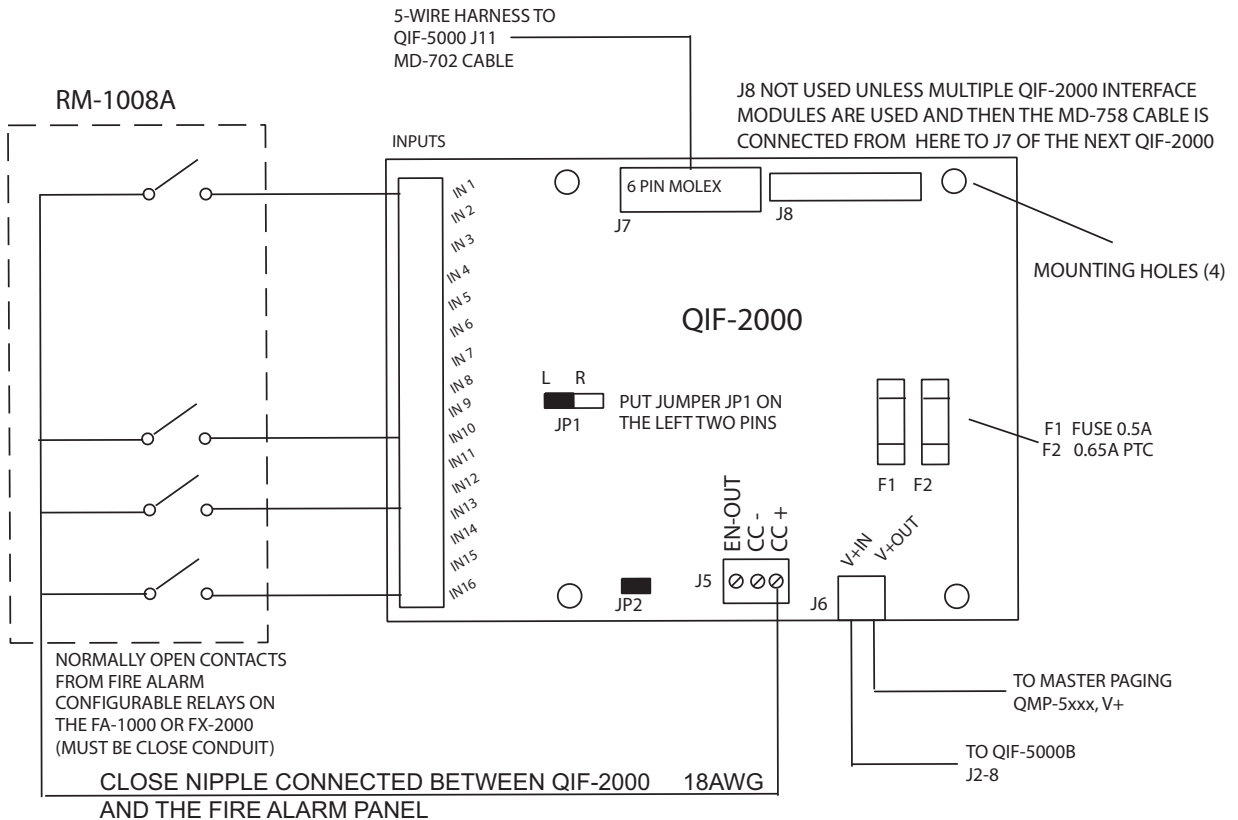 5-WIRE HARNESS TO
QIF-5000 J11
MD-702 CABLE
RM-1008A
J8 NOT USED UNLESS MULTIPLE QIF-2000 INTERFACE
MODULES ARE USED AND THEN THE MD-758 CABLE IS
CONNECTED FROM HERE TO J7 OF THE NEXT QIF-2000
INPUTS
IN 1
IN 2
IN 3
IN 4
IN 5
IN 6
IN 7
IN 8
IN 9
IN10
IN11
IN12
IN13
IN14
IN15
IN16
6 PIN MOLEX
J7
J8
MOUNTING HOLES (4)
QIF-2000
L R
JP1
PUT JUMPER JP1 ON
THE LEFT TWO PINS
F1 FUSE 0.5A
F2 0.65A PTC
F1 F2
EN-OUT
CC -
CC +
V+IN
V+OUT
J5
J6
JP2
NORMALLY OPEN CONTACTS
FROM FIRE ALARM
CONFIGURABLE RELAYS ON
THE FA-1000 OR FX-2000
(MUST BE CLOSE CONDUIT)
TO MASTER PAGING
QMP-5xxx, V+
TO QIF-5000B
J2-8
CLOSE NIPPLE CONNECTED BETWEEN QIF-2000 18AWG
AND THE FIRE ALARM PANEL